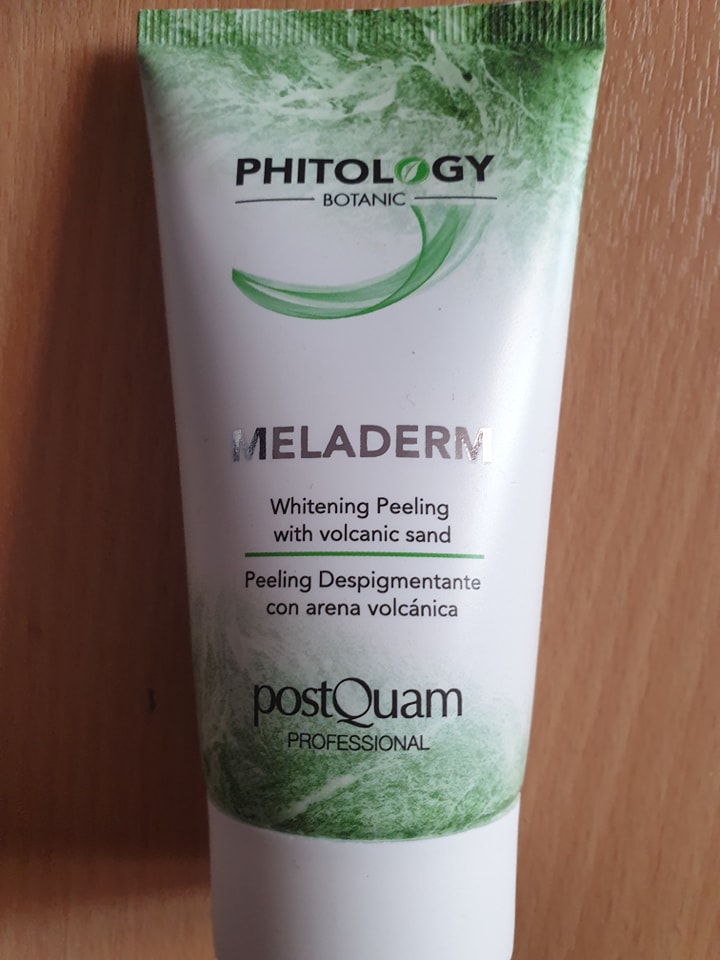 PHITOLOGY
BOTANIC
MELADERM
Whitening Peeling
with volcanic sand
Peeling Despigmentante
con arena volcánica
postQuam
PROFESSIONAL